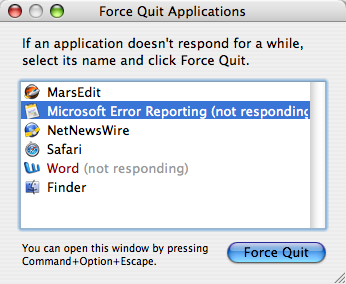 Force Quit Applications
If an application doesn't respond for a while,
select its name and click Force Quit.
MarsEdit
Microsoft Error Reporting (not responding
NetNewsWire
Safari
Word (not responding)
Finder
You can open this window by pressing
Command+Option+Escape.
Force Quit